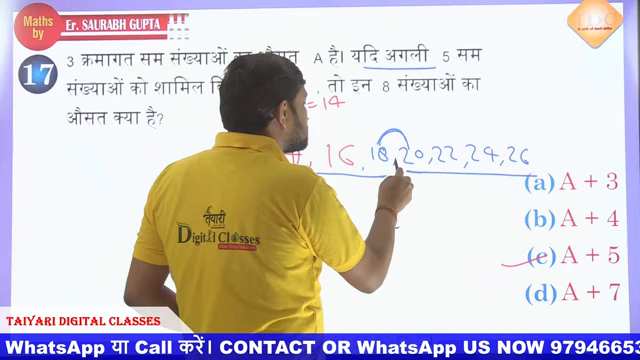 Maths
by
Er. SAURABH GUPTA
17
3 क्रमागत सम संख्याओं का औसत A है। यदि अगली 5 सम
संख्याओं को शामिल तो इन 8 संख्याओं का
औसत क्या है?
= 14
16, 18, 20, 22, 24, 26
(a) A + 3
(b) A + 4
(c) A + 5
(d) A + 7
तैयारी
Digital Classes
TAIYARI DIGITAL CLASSES
WhatsApp या Call करें। CONTACT OR WhatsApp US NOW 97946653